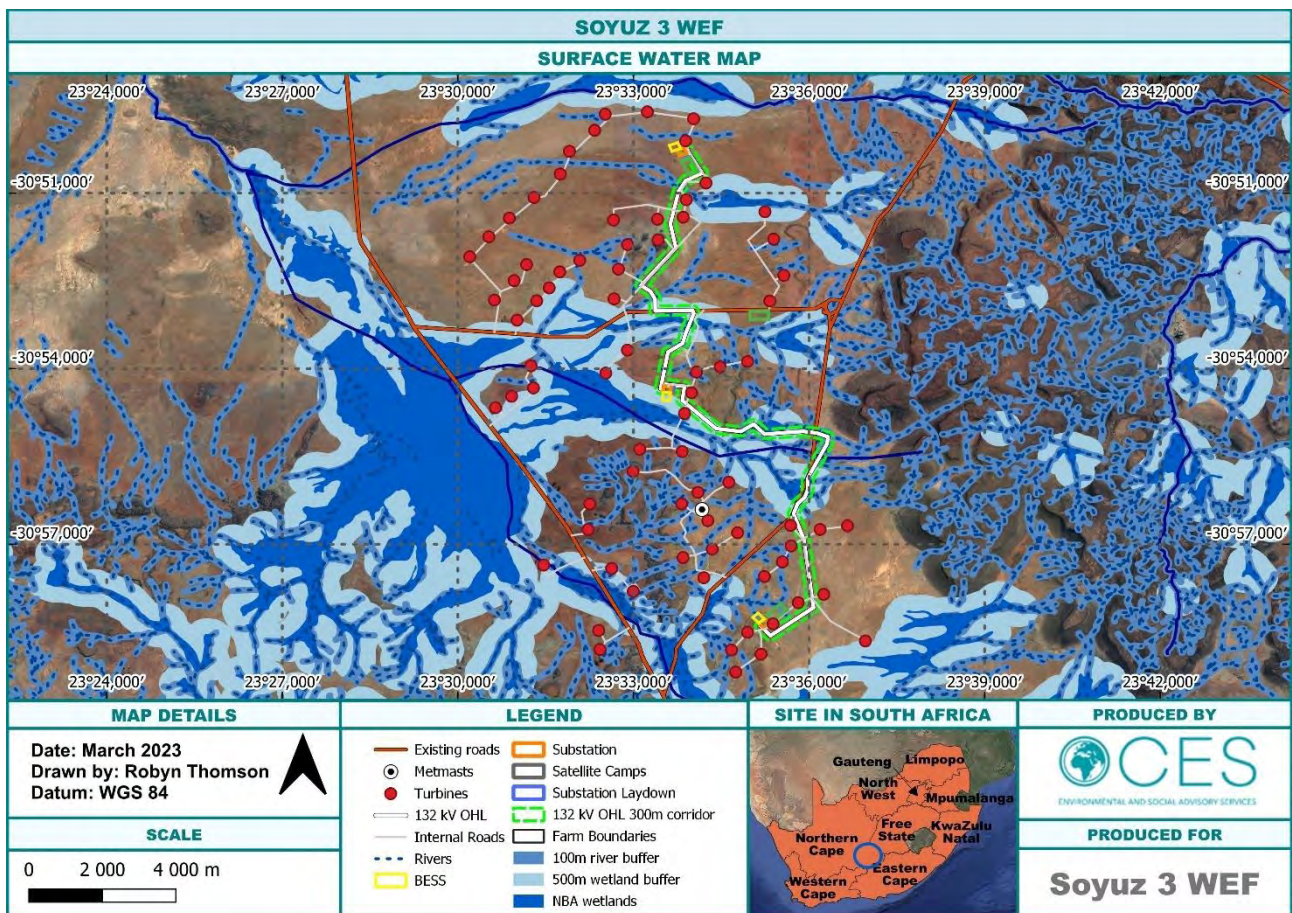 SOYUZ 3 WEF
SURFACE WATER MAP
23°24,000' 23°27,000' 23°30,000' 23°33,000' 23°36,000' 23°39,000' 23°42,000'
-30°51,000' -30°51,000'
-30°54,000' -30°54,000'
-30°57,000' -30°57,000'
23°24,000' 23°27,000' 23°30,000' 23°33,000' 23°36,000' 23°39,000' 23°42,000'
MAP DETAILS
Date: March 2023
Drawn by: Robyn Thomson
Datum: WGS 84
SCALE
0 2 000 4 000 m
LEGEND
Existing roads
Metmasts
Turbines
132 kV OHL
Internal Roads
Rivers
BESS
Substation
Satellite Camps
Substation Laydown
132 kV OHL 300m corridor
Farm Boundaries
100m river buffer
500m wetland buffer
NBA wetlands
SITE IN SOUTH AFRICA
Limpopo
Gauteng
North
West
Mpumalanga
Free
State
KwaZulu
Natal
Northern
Cape
Eastern
Cape
Western
Cape
PRODUCED BY
CES
ENVIRONMENTAL AND SOCIAL ADVISORY SERVICES
PRODUCED FOR
Soyuz 3 WEF